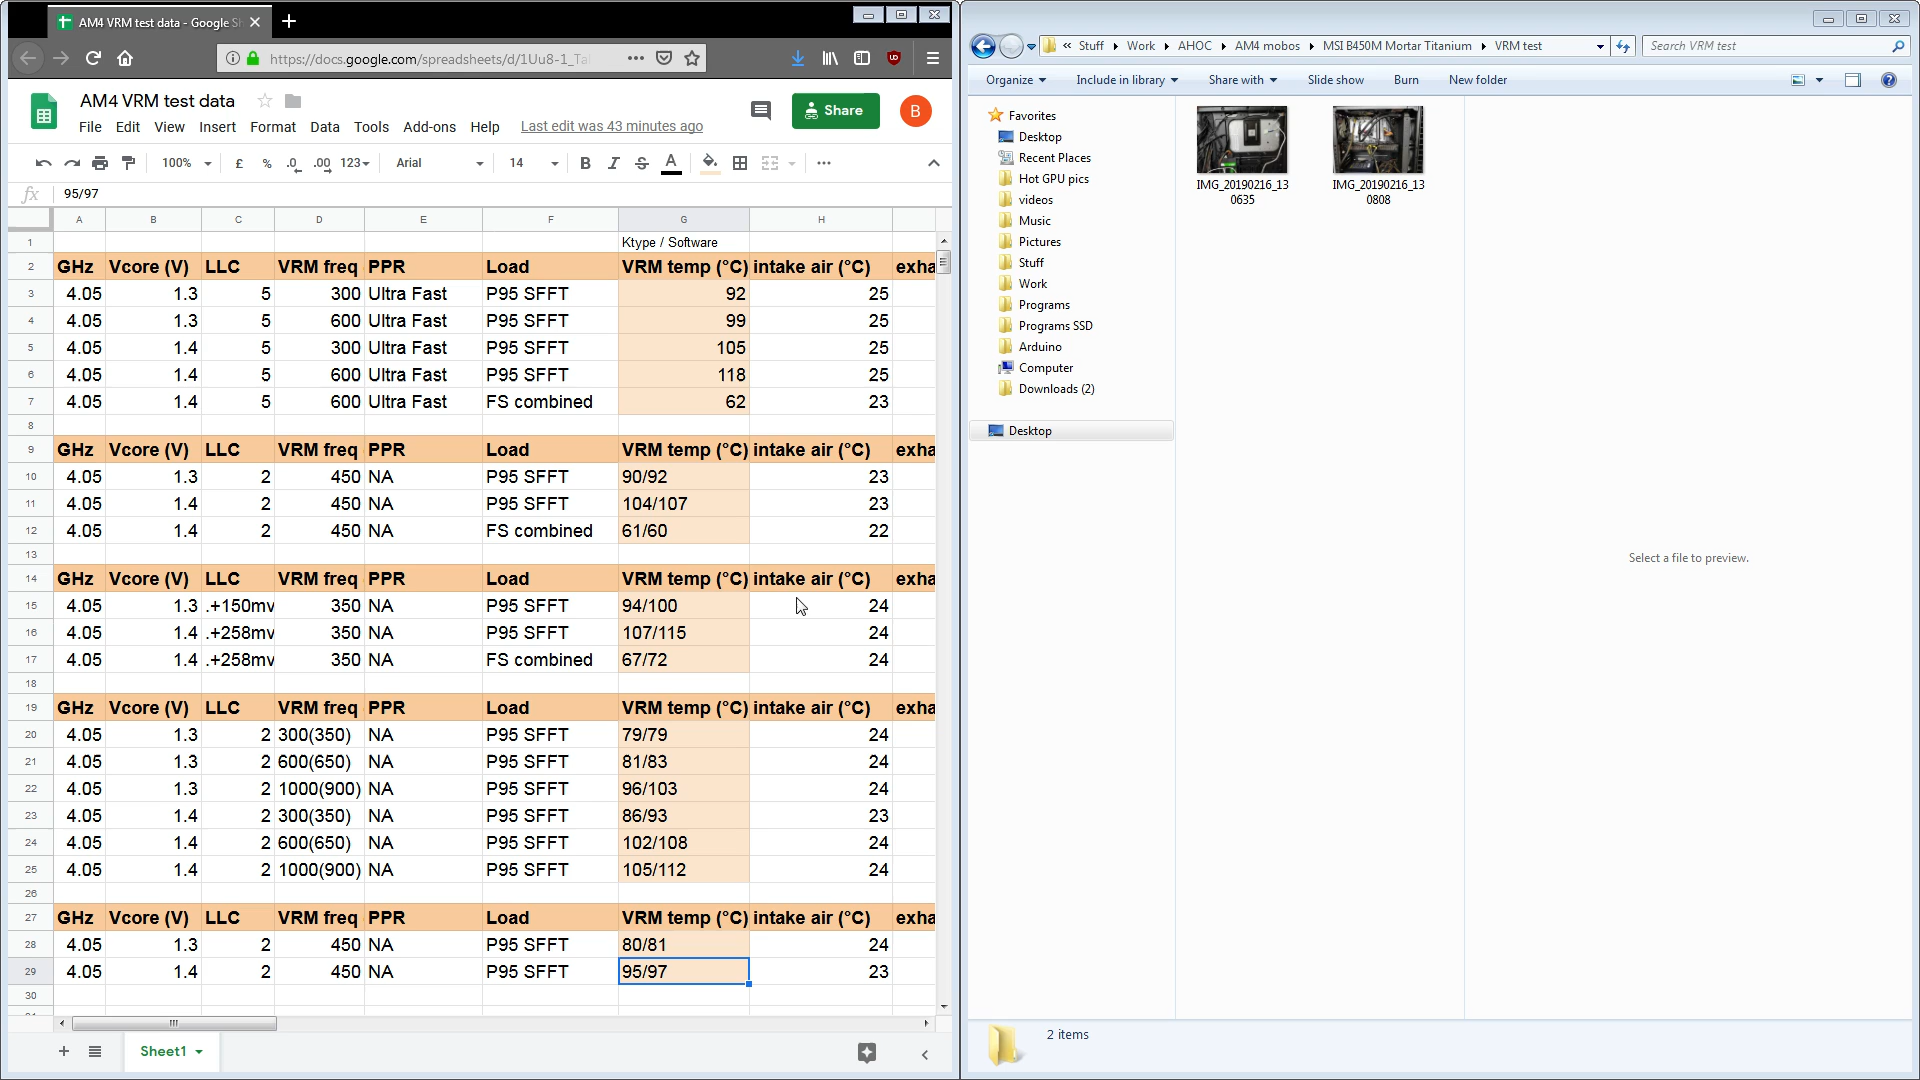 AM4 VRM test data - Google Sh
https://docs.google.com/spreadsheets/d/1Uu8-1_Tal
AM4 VRM test data
File Edit View Insert Format Data Tools Add-ons Help Last edit was 43 minutes ago
Share
B
100% £ % .0 .00 123 Arial 14 B I S A
fx 95/97
A B C D E F G H
1 Ktype / Software
2 GHz Vcore (V) LLC VRM freq PPR Load VRM temp (°C) intake air (°C) exha
3 4.05 1.3 5 300 Ultra Fast P95 SFFT 92 25
4 4.05 1.3 5 600 Ultra Fast P95 SFFT 99 25
5 4.05 1.4 5 300 Ultra Fast P95 SFFT 105 25
6 4.05 1.4 5 600 Ultra Fast P95 SFFT 118 25
7 4.05 1.4 5 600 Ultra Fast FS combined 62 23
8
9 GHz Vcore (V) LLC VRM freq PPR Load VRM temp (°C) intake air (°C) exha
10 4.05 1.3 2 450 NA P95 SFFT 90/92 23
11 4.05 1.4 2 450 NA P95 SFFT 104/107 23
12 4.05 1.4 2 450 NA FS combined 61/60 22
13
14 GHz Vcore (V) LLC VRM freq PPR Load VRM temp (°C) intake air (°C) exha
15 4.05 1.3 .+150mv 350 NA P95 SFFT 94/100 24
16 4.05 1.4 .+258mv 350 NA P95 SFFT 107/115 24
17 4.05 1.4 .+258mv 350 NA FS combined 67/72 24
18
19 GHz Vcore (V) LLC VRM freq PPR Load VRM temp (°C) intake air (°C) exha
20 4.05 1.3 2 300(350) NA P95 SFFT 79/79 24
21 4.05 1.3 2 600(650) NA P95 SFFT 81/83 24
22 4.05 1.3 2 1000(900) NA P95 SFFT 96/103 24
23 4.05 1.4 2 300(350) NA P95 SFFT 86/93 23
24 4.05 1.4 2 600(650) NA P95 SFFT 102/108 24
25 4.05 1.4 2 1000(900) NA P95 SFFT 105/112 24
26
27 GHz Vcore (V) LLC VRM freq PPR Load VRM temp (°C) intake air (°C) exha
28 4.05 1.3 2 450 NA P95 SFFT 80/81 24
29 4.05 1.4 2 450 NA P95 SFFT 95/97 23
30
Sheet1
« Stuff Work AHOC AM4 mobos MSI B450M Mortar Titanium VRM test
Search VRM test
Organize Include in library Share with Slide show Burn New folder
Favorites
Desktop
Recent Places
Hot GPU pics
videos
Music
Pictures
Stuff
Work
Programs
Programs SSD
Arduino
Computer
Downloads (2)
Desktop
IMG_20190216_13
0635
IMG_20190216_13
0808
Select a file to preview.
2 items